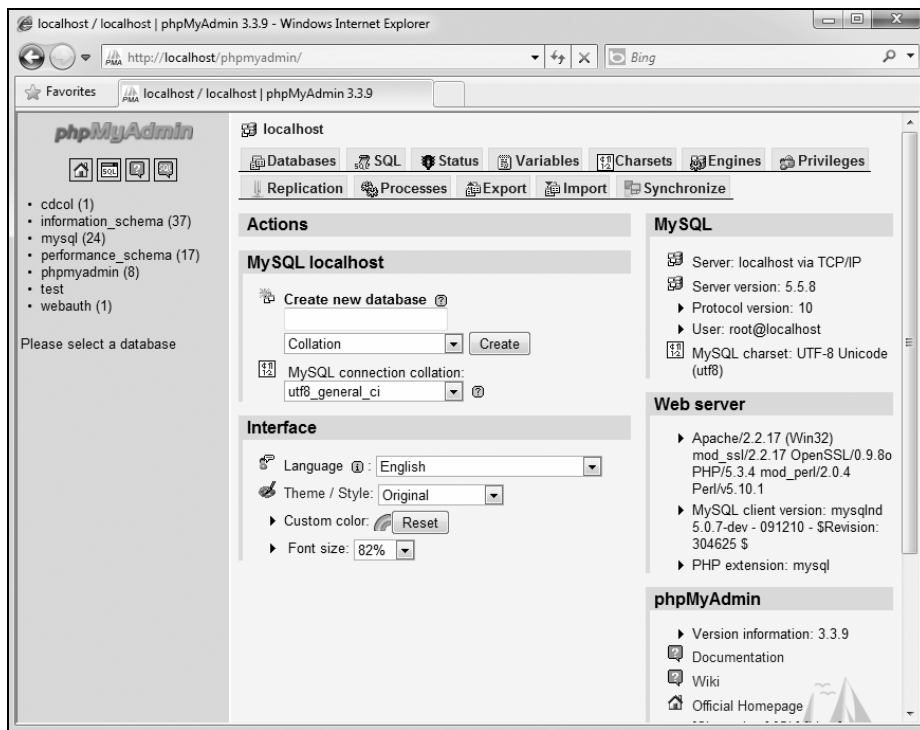 localhost / localhost | phpMyAdmin 3.3.9 - Windows Internet Explorer
http://localhost/phpmyadmin/
Bing
Favorites
localhost / localhost | phpMyAdmin 3.3.9
phpMyAdmin
SQL
cdcol (1)
information_schema (37)
mysql (24)
performance_schema (17)
phpmyadmin (8)
test
webauth (1)
Please select a database
localhost
Databases SQL Status Variables Charsets Engines Privileges
Replication Processes Export Import Synchronize
Actions
MySQL localhost
Create new database
Collation Create
MySQL connection collation:
utf8_general_ci
Interface
Language : English
Theme / Style: Original
Custom color: Reset
Font size: 82%
MySQL
Server: localhost via TCP/IP
Server version: 5.5.8
Protocol version: 10
User: root@localhost
MySQL charset: UTF-8 Unicode
(utf8)
Web server
Apache/2.2.17 (Win32)
mod_ssl/2.2.17 OpenSSL/0.9.8o
PHP/5.3.4 mod_perl/2.0.4
Perl/v5.10.1
MySQL client version: mysqlnd
5.0.7-dev - 091210 - $Revision:
304625 $
PHP extension: mysql
phpMyAdmin
Version information: 3.3.9
Documentation
Wiki
Official Homepage